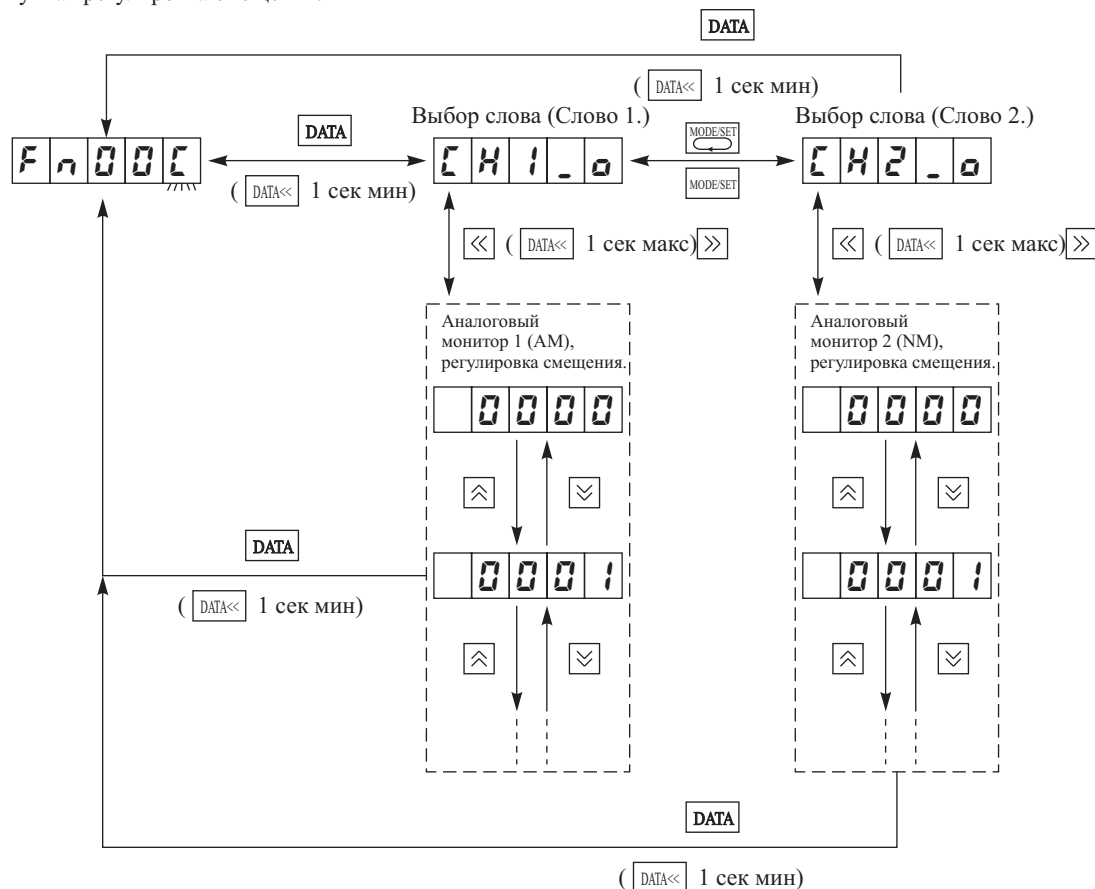 DATA
( DATA<< 1 сек мин)
Выбор слова (Слово 1.)
Выбор слова (Слово 2.)
DATA
MODE/SET
Fn00C
CH1_o
CH2_o
( DATA<< 1 сек мин)
MODE/SET
<< ( DATA<< 1 сек макс) >>
<< ( DATA<< 1 сек макс) >>
Аналоговый
монитор 1 (AM),
регулировка смещения.
Аналоговый
монитор 2 (NM),
регулировка смещения.
0000
0000
DATA
0001
0001
( DATA<< 1 сек мин)
DATA
( DATA<< 1 сек мин)